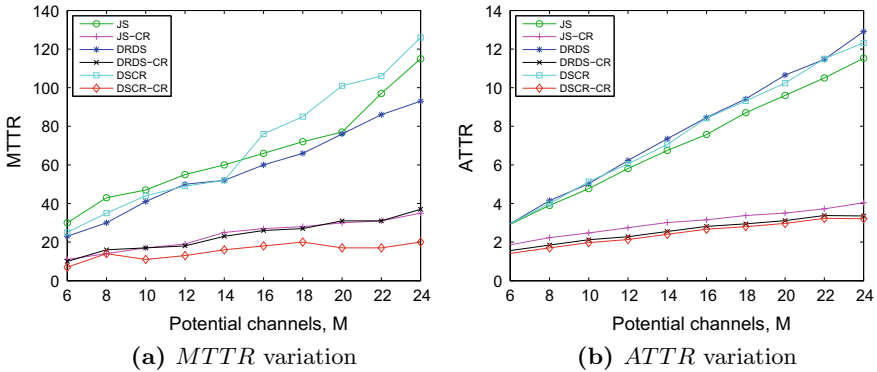 140
120
100
80
60
40
20
0
MTTR
JS
JS−CR
DRDS
DRDS−CR
DSCR
DSCR−CR
6 8 10 12 14 16 18 20 22 24
Potential channels, M
(a) MTTR variation
14
12
10
8
6
4
2
0
ATTR
JS
JS−CR
DRDS
DRDS−CR
DSCR
DSCR−CR
6 8 10 12 14 16 18 20 22 24
Potential channels, M
(b) ATTR variation